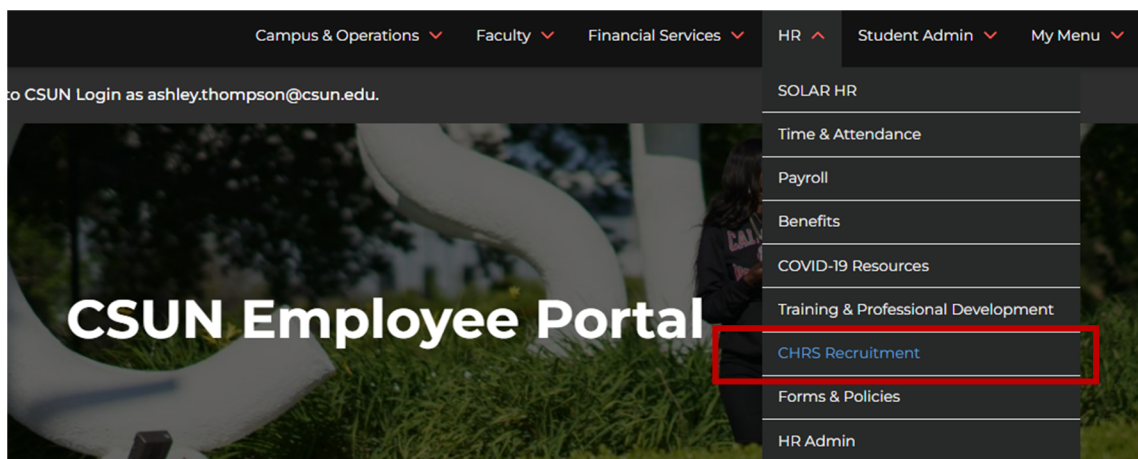 Campus & Operations Faculty Financial Services HR Student Admin My Menu
to CSUN Login as ashley.thompson@csun.edu.
SOLAR HR
Time & Attendance
Payroll
Benefits
COVID-19 Resources
Training & Professional Development
CHRS Recruitment
Forms & Policies
HR Admin
CSUN Employee Portal